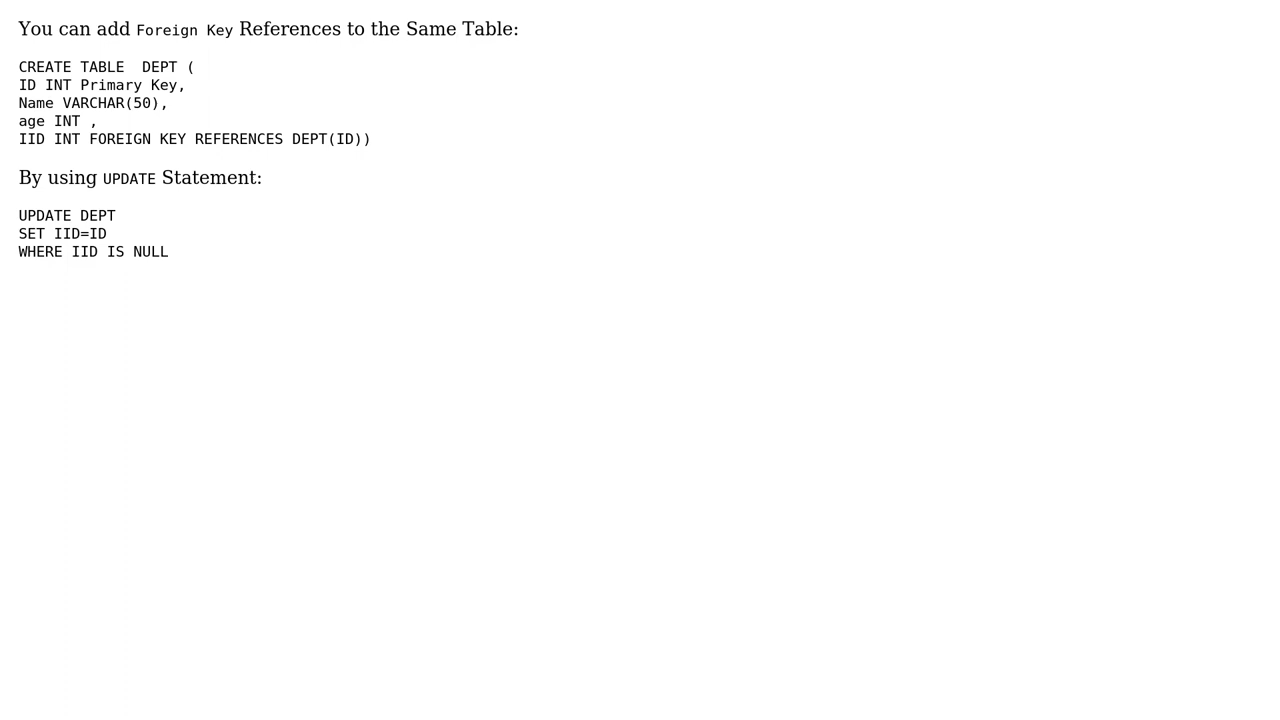 You can add Foreign Key References to the Same Table:
CREATE TABLE  DEPT (
ID INT Primary Key,
Name VARCHAR(50),
age INT ,
IID INT FOREIGN KEY REFERENCES DEPT(ID))
By using UPDATE Statement:
UPDATE DEPT
SET IID=ID
WHERE IID IS NULL